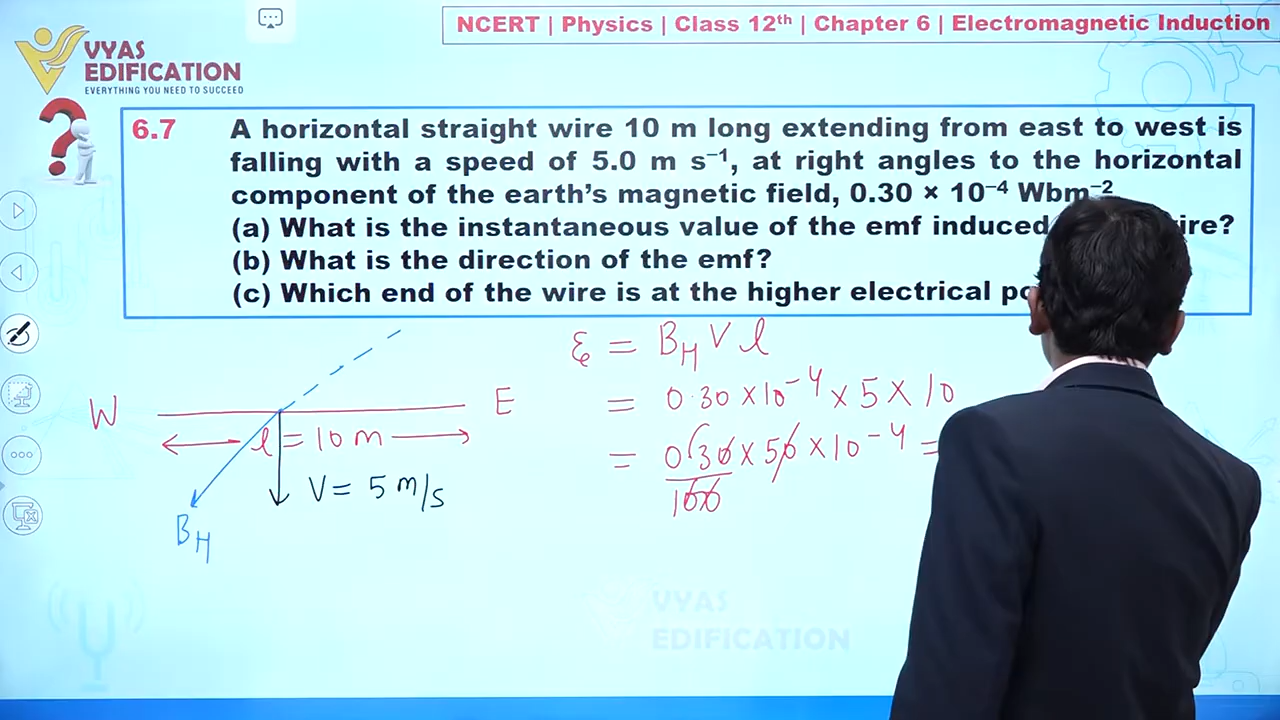 NCERT | Physics | Class 12th | Chapter 6 | Electromagnetic Induction
VYAS
EDIFICATION
EVERYTHING YOU NEED TO SUCCEED
6.7 A horizontal straight wire 10 m long extending from east to west is
falling with a speed of 5.0 m s⁻¹, at right angles to the horizontal
component of the earth's magnetic field, 0.30 × 10⁻⁴ Wbm⁻²
(a) What is the instantaneous value of the emf induced
(b) What is the direction of the emf?
(c) Which end of the wire is at the higher electrical
ε = B_H V l
W E
= 0.30 × 10⁻⁴ × 5 × 10
l = 10 m
= 0.30 × 50 × 10⁻⁴ =
100
V = 5 m/s
B_H
VYAS
EDIFICATION